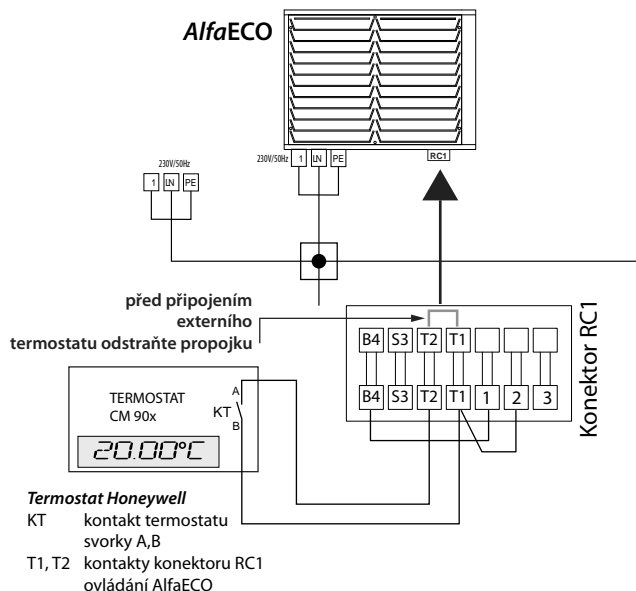 AlfaECO
230V/50Hz 1 LN PE RC1
230V/50Hz
1 LN PE
před připojením
externího
termostatu odstraňte propojku
B4 S3 T2 T1
B4 S3 T2 T1 1 2 3
Konektor RC1
TERMOSTAT
CM 90x
A
KT
B
20.00°C
Termostat Honeywell
KT kontakt termostatu
svorky A,B
T1, T2 kontakty konektoru RC1
ovládání AlfaECO